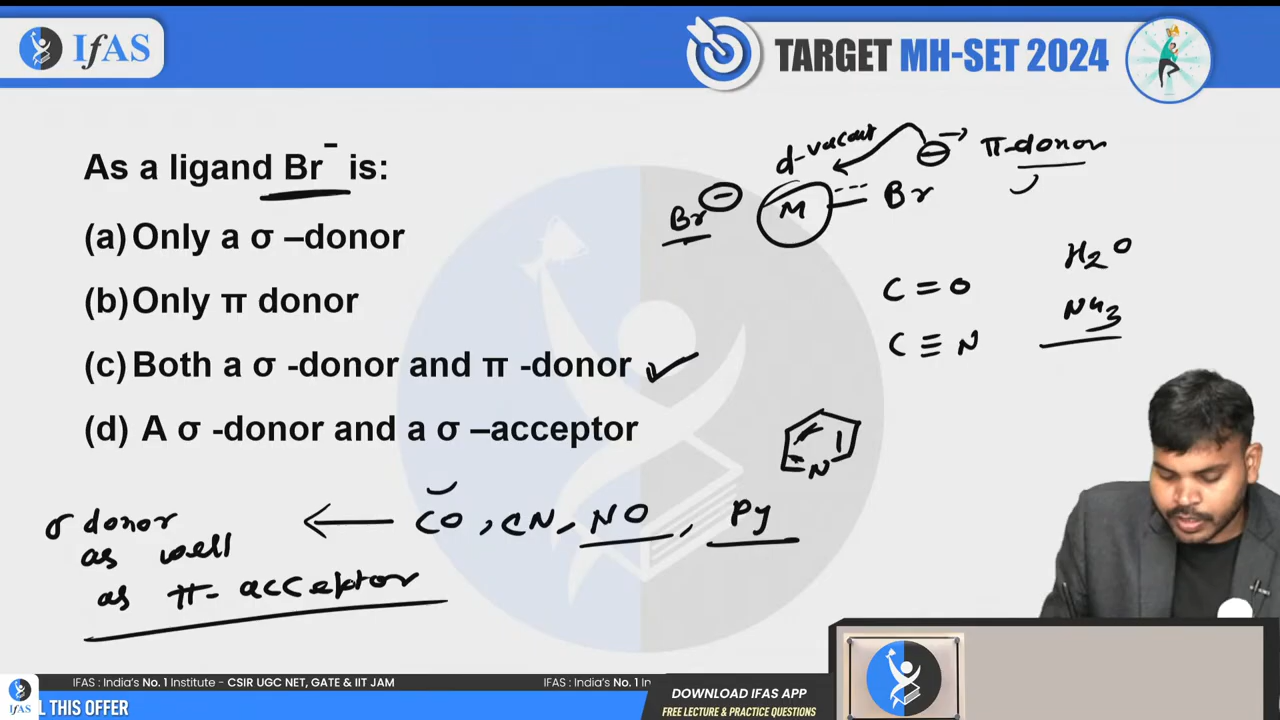 IfAS
TARGET MH-SET 2024
As a ligand Br⁻ is:
(a) Only a σ –donor
(b) Only π donor
(c) Both a σ -donor and π -donor
(d) A σ -donor and a σ –acceptor
d-vacant
⊖ → π-donor
Br⊖
M
Br
C = O
C ≡ N
H2O
NH3
N
CO, CN, NO, Py
σ donor
as well
as π- acceptor
IFAS : India's No. 1 Institute - CSIR UGC NET, GATE & IIT JAM
IFAS : India's No. 1 In
IfAS
L THIS OFFER
DOWNLOAD IFAS APP
FREE LECTURE & PRACTICE QUESTIONS